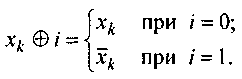 x_k ⊕ i = { x_k при i = 0;
x̄_k при i = 1.